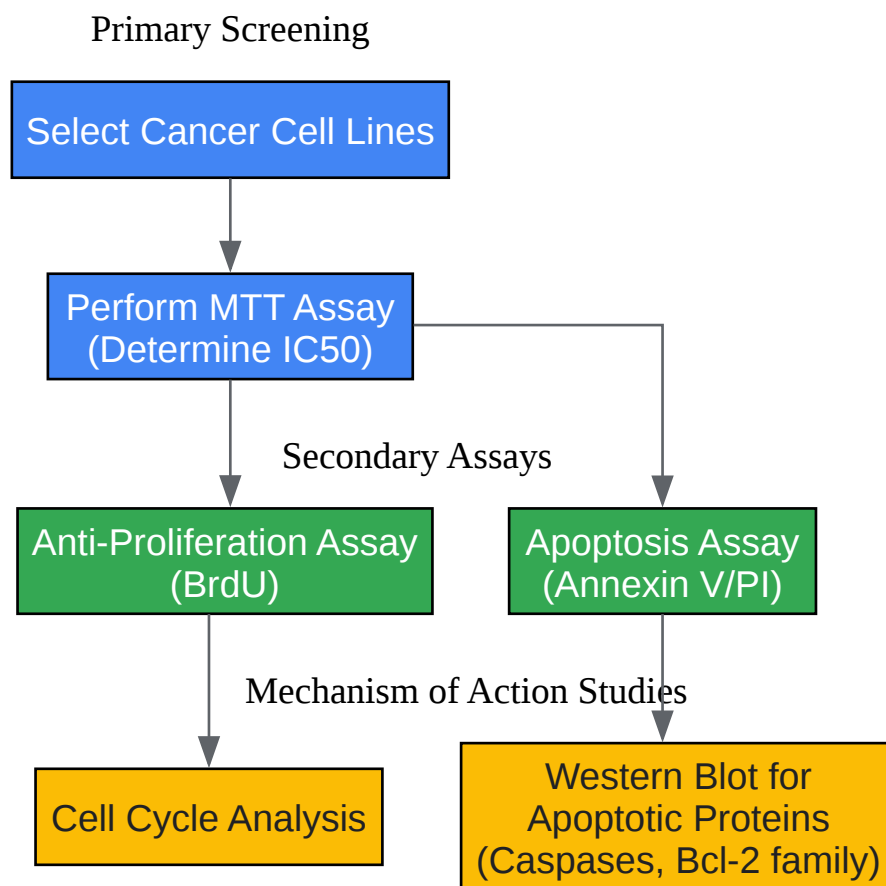 Primary Screening
Select Cancer Cell Lines
Perform MTT Assay
(Determine IC50)
Secondary Assays
Anti-Proliferation Assay
(BrdU)
Apoptosis Assay
(Annexin V/PI)
Mechanism of Action Studies
Cell Cycle Analysis
Western Blot for
Apoptotic Proteins
(Caspases, Bcl-2 family)